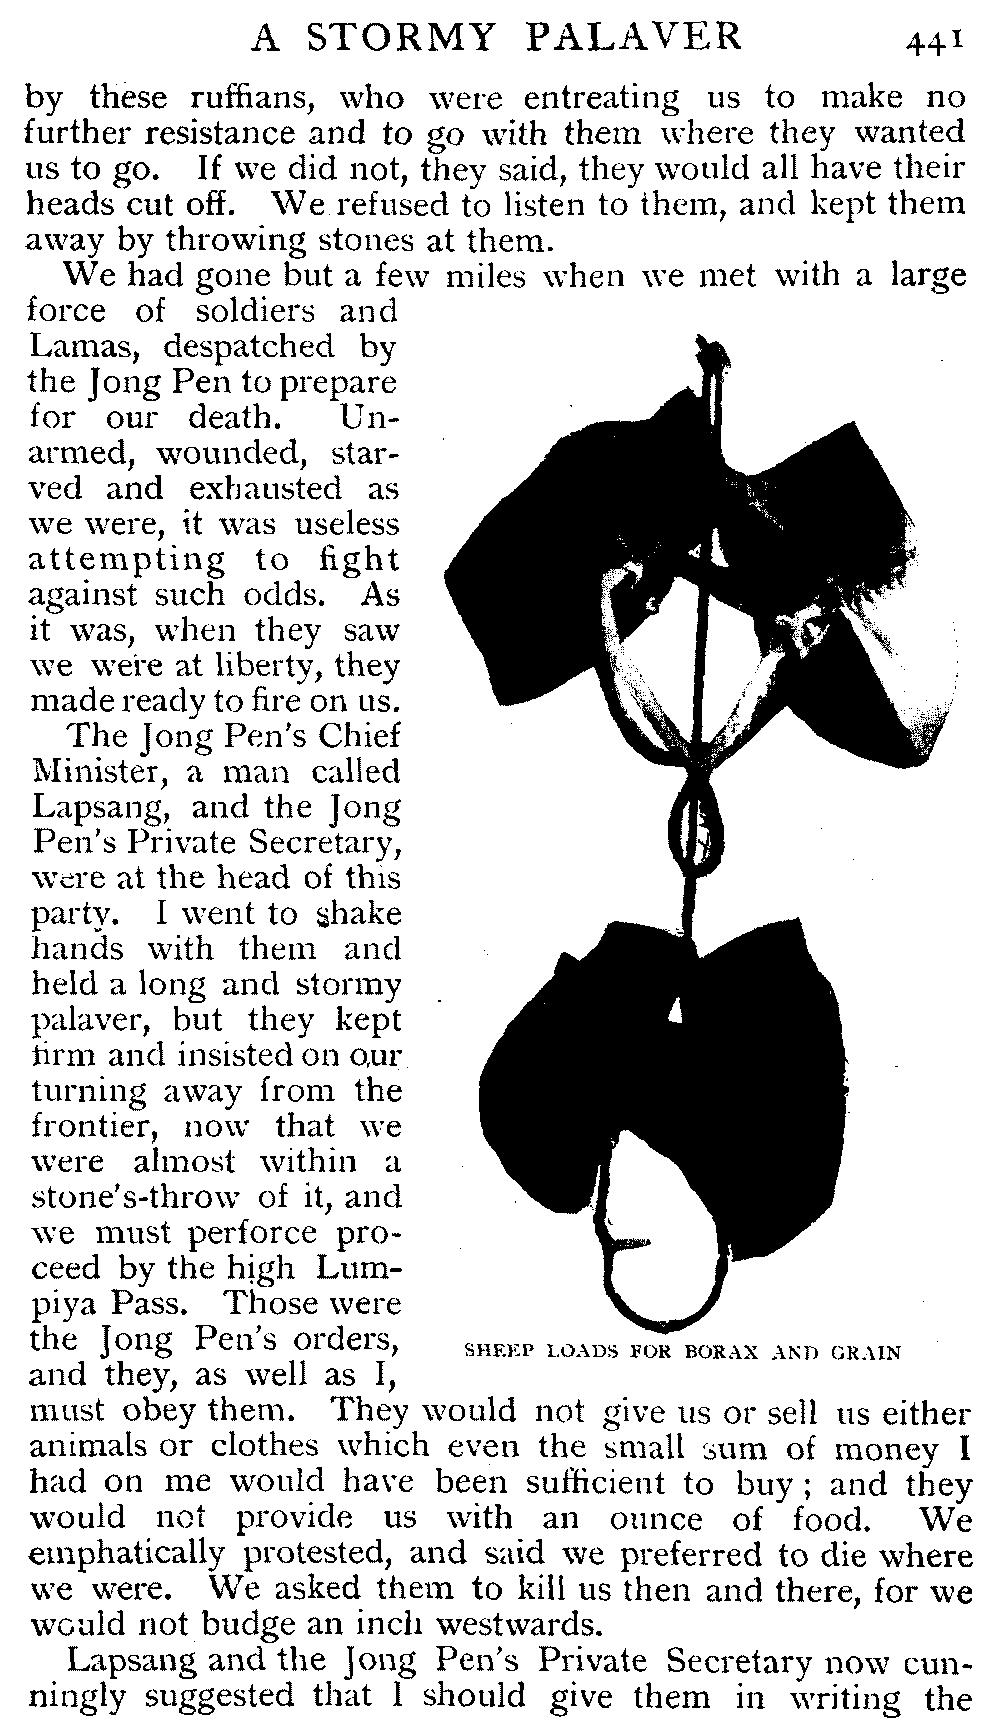 A STORMY PALAVER 441
by these ruffians, who were entreating us to make no
further resistance and to go with them where they wanted
us to go. If we did not, they said, they would all have their
heads cut off. We refused to listen to them, and kept them
away by throwing stones at them.
We had gone but a few miles when we met with a large
force of soldiers and
Lamas, despatched by
the Jong Pen to prepare
for our death. Un-
armed, wounded, star-
ved and exhausted as
we were, it was useless
attempting to fight
against such odds. As
it was, when they saw
we were at liberty, they
made ready to fire on us.
The Jong Pen's Chief
Minister, a man called
Lapsang, and the Jong
Pen's Private Secretary,
were at the head of this
party. I went to shake
hands with them and
held a long and stormy
palaver, but they kept
firm and insisted on our
turning away from the
frontier, now that we
were almost within a
stone's-throw of it, and
we must perforce pro-
ceed by the high Lum-
piya Pass. Those were
the Jong Pen's orders,
and they, as well as I,
SHEEP LOADS FOR BORAX AND GRAIN
must obey them. They would not give us or sell us either
animals or clothes which even the small sum of money I
had on me would have been sufficient to buy; and they
would not provide us with an ounce of food. We
emphatically protested, and said we preferred to die where
we were. We asked them to kill us then and there, for we
would not budge an inch westwards.
Lapsang and the Jong Pen's Private Secretary now cun-
ningly suggested that I should give them in writing the